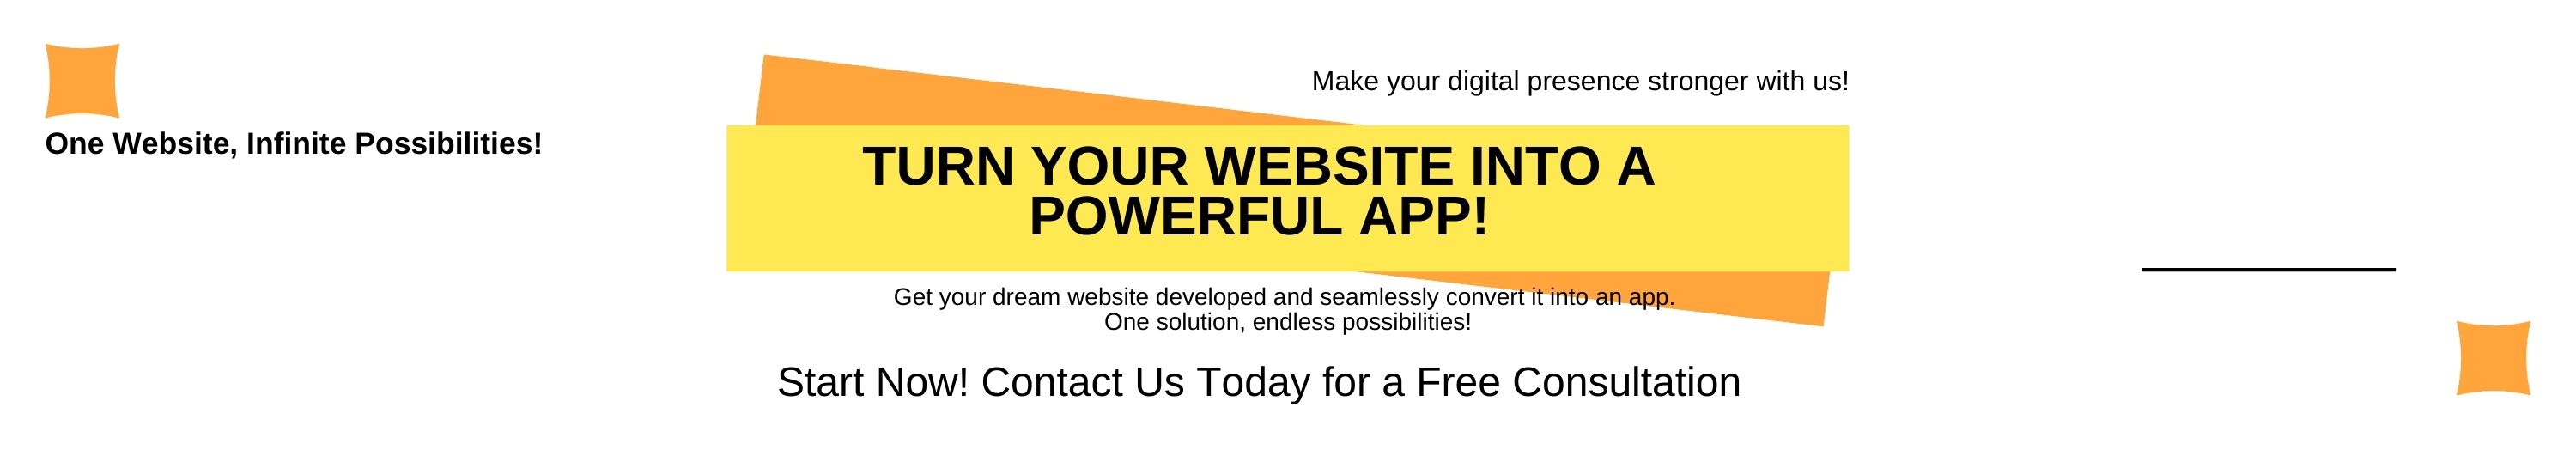 One Website, Infinite Possibilities!
Make your digital presence stronger with us!
TURN YOUR WEBSITE INTO A
POWERFUL APP!
Get your dream website developed and seamlessly convert it into an app.
One solution, endless possibilities!
Start Now! Contact Us Today for a Free Consultation